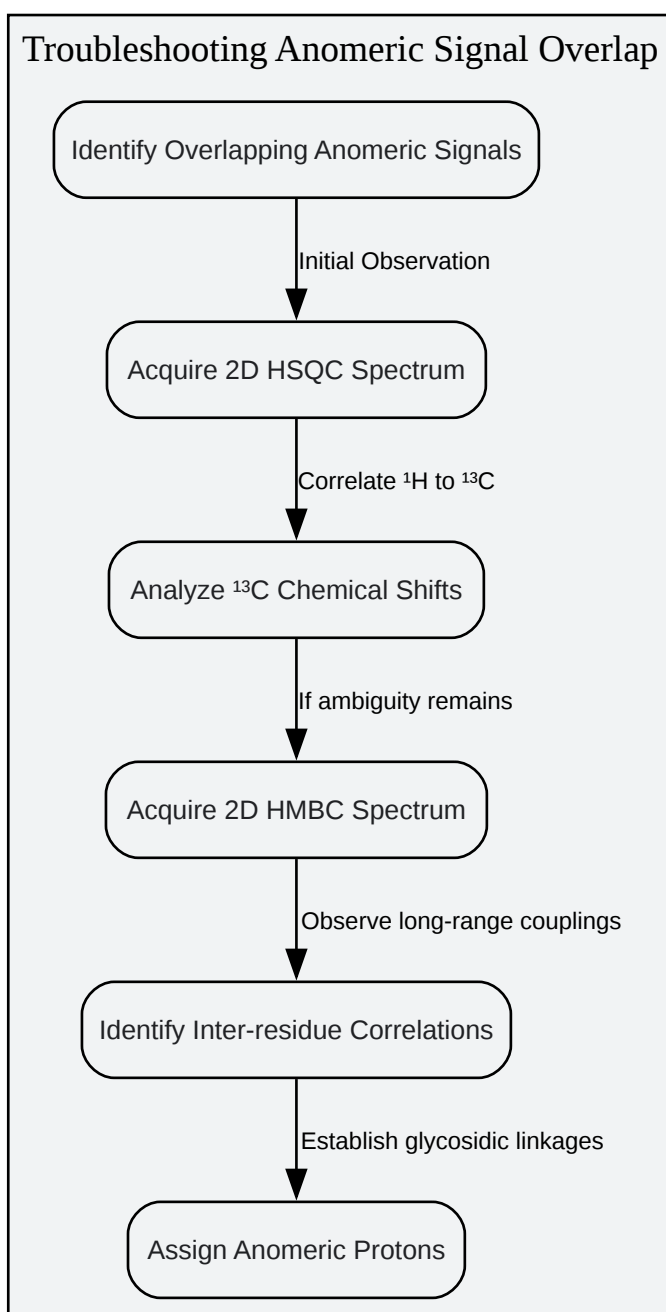 Troubleshooting Anomeric Signal Overlap
Identify Overlapping Anomeric Signals
Initial Observation
Acquire 2D HSQC Spectrum
Correlate ¹H to ¹³C
Analyze ¹³C Chemical Shifts
If ambiguity remains
Acquire 2D HMBC Spectrum
Observe long-range couplings
Identify Inter-residue Correlations
Establish glycosidic linkages
Assign Anomeric Protons